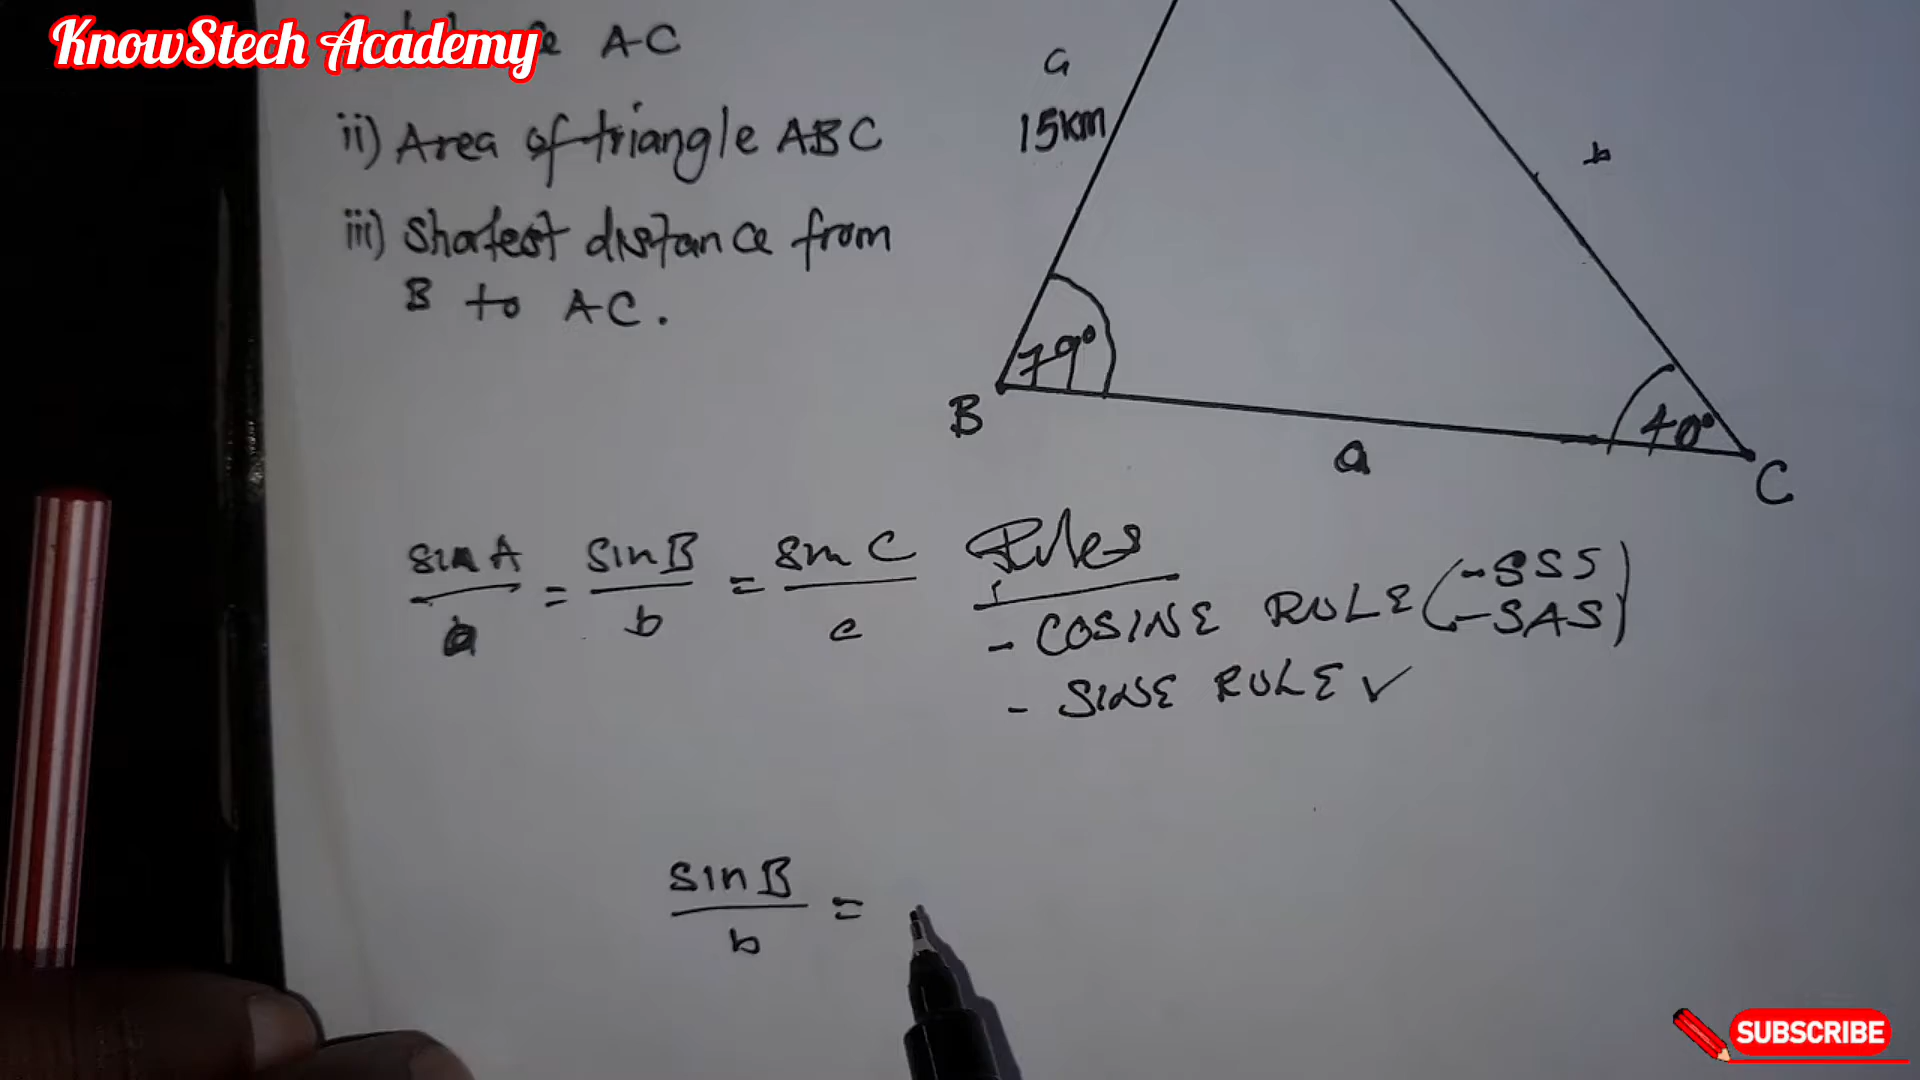 KnowStech Academy
AC
ii) Area of triangle ABC
iii) Shortest distance from
B to AC.
15km
b
79°
B
40°
a
C
sin A / a = sin B / b = sin C / c
Rules
- COSINE RULE (-SSS
-SAS)
- SINE RULE ✓
sin B / b =
SUBSCRIBE